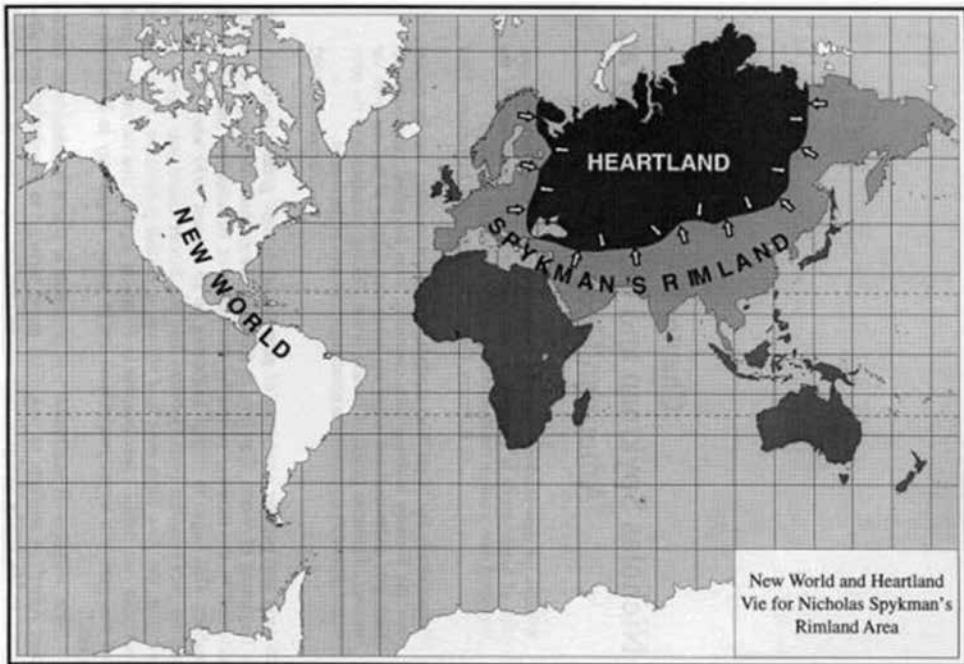 HEARTLAND
NEW WORLD
SPYKMAN'S RIMLAND
New World and Heartland
Vie for Nicholas Spykman's
Rimland Area